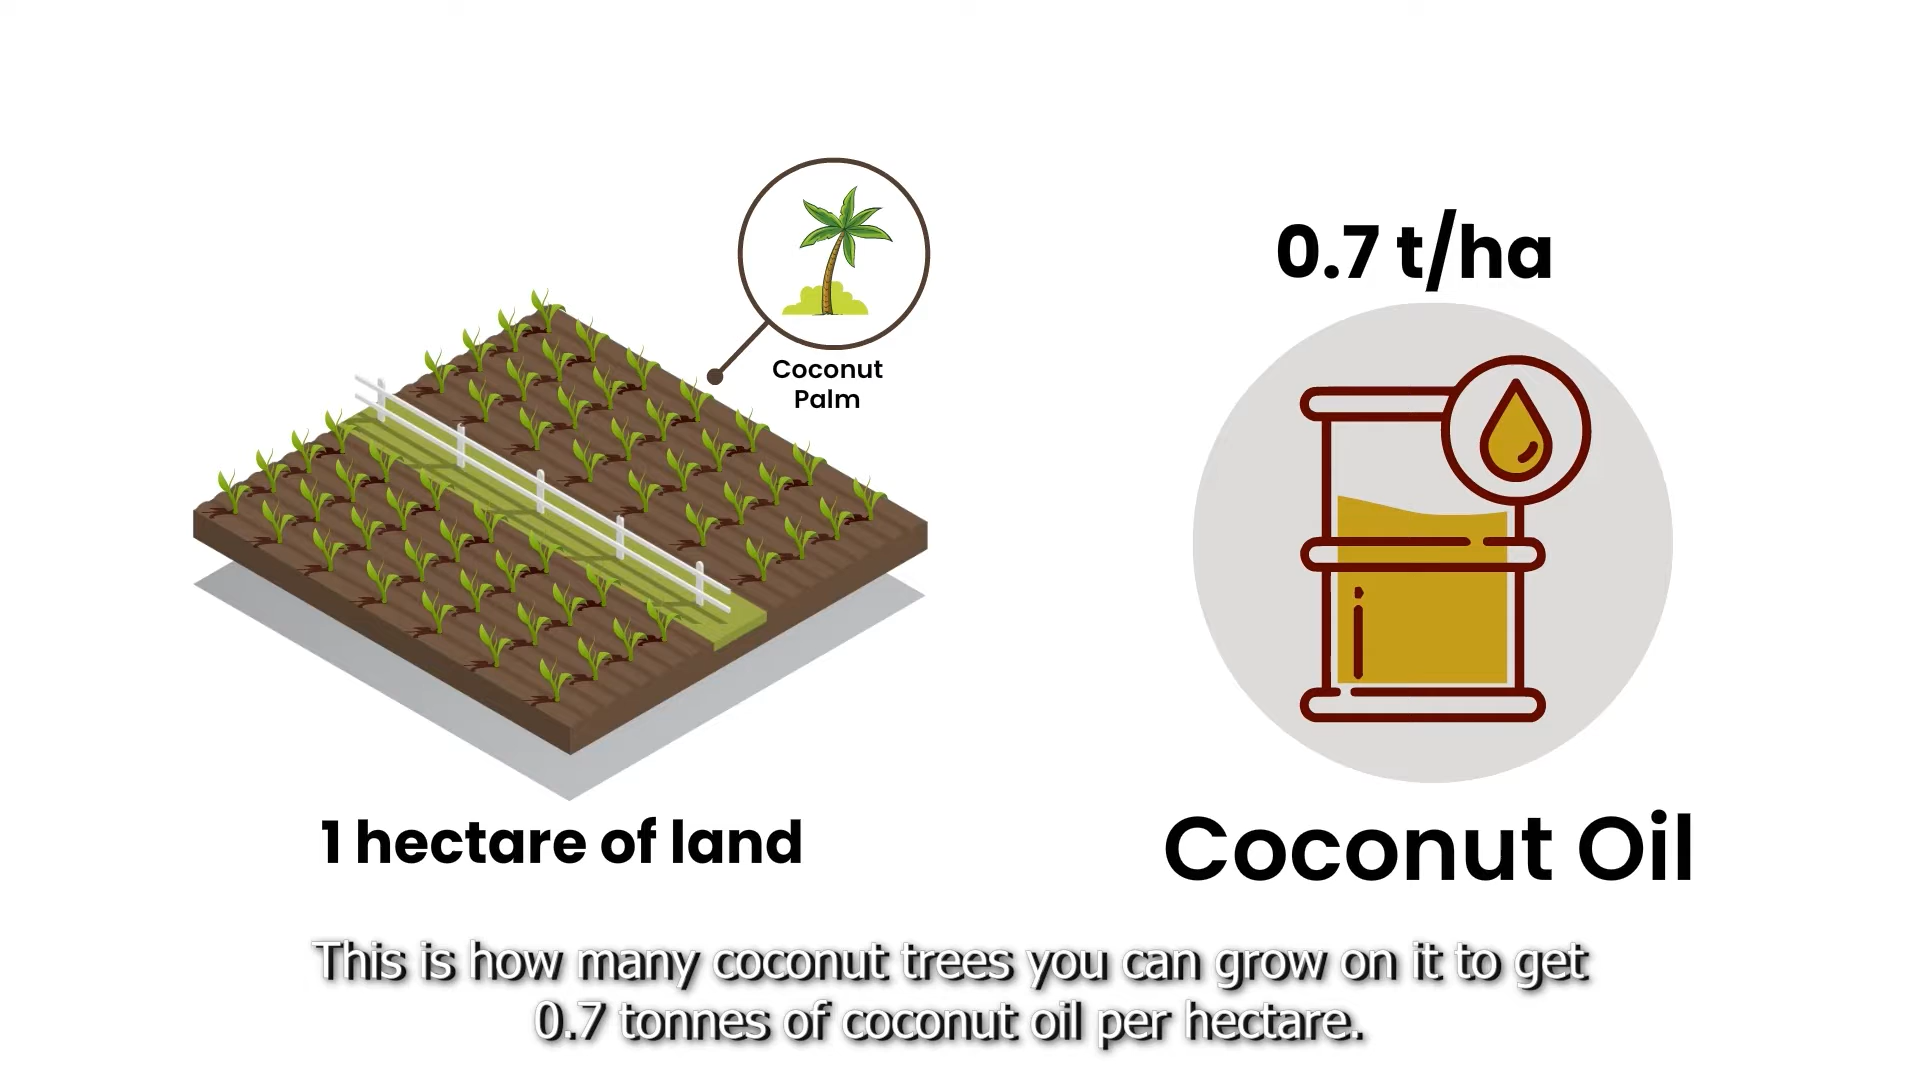 Coconut
Palm
0.7 t/ha
1 hectare of land
Coconut Oil
This is how many coconut trees you can grow on it to get
0.7 tonnes of coconut oil per hectare.